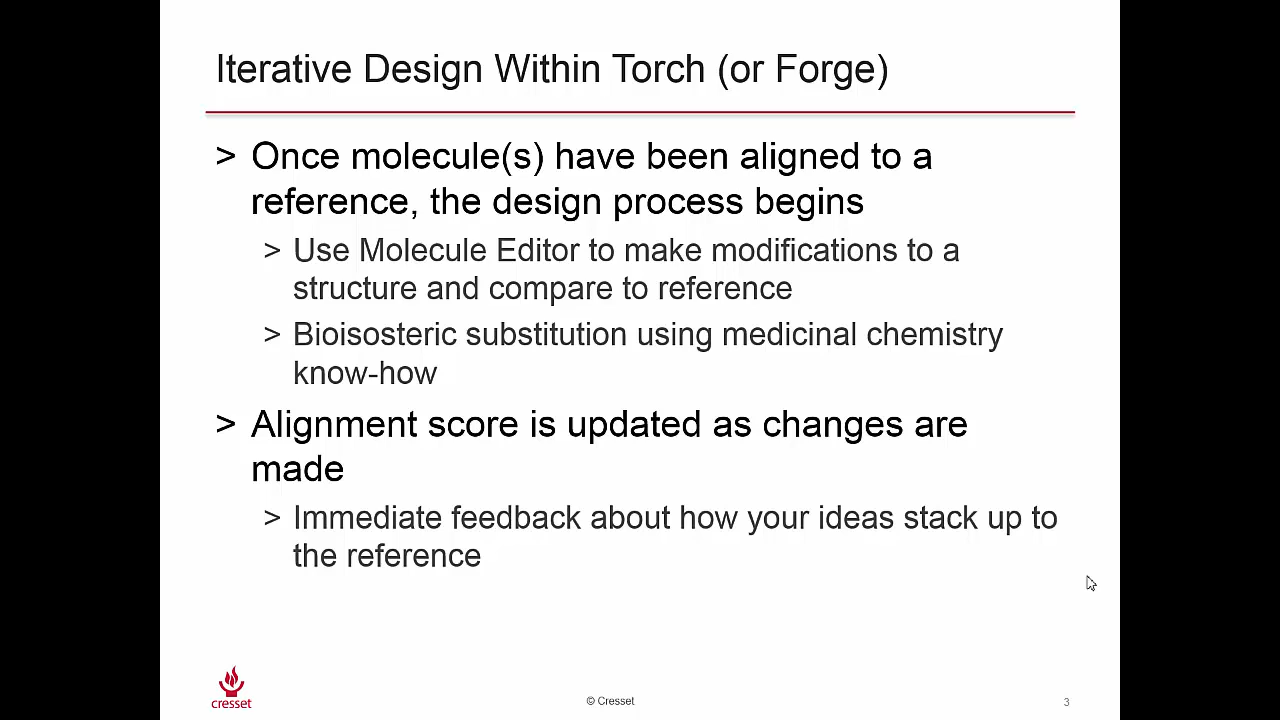 Iterative Design Within Torch (or Forge)
> Once molecule(s) have been aligned to a
reference, the design process begins
> Use Molecule Editor to make modifications to a
structure and compare to reference
> Bioisosteric substitution using medicinal chemistry
know-how
> Alignment score is updated as changes are
made
> Immediate feedback about how your ideas stack up to
the reference
cresset
© Cresset
3